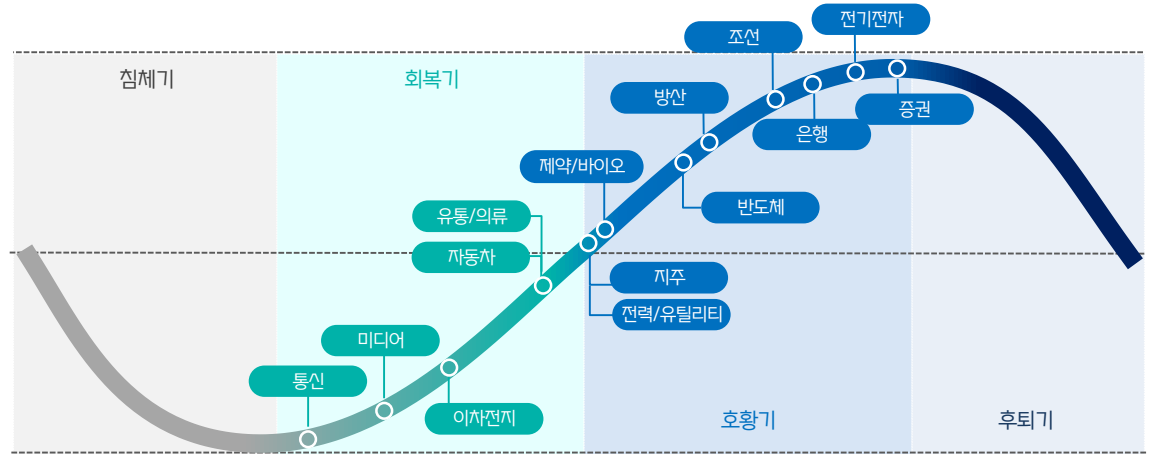 전기전자
조선
침체기
회복기
방산
증권
은행
제약/바이오
반도체
유통/의류
자동차
지주
전력/유틸리티
미디어
통신
이차전지
호황기
후퇴기